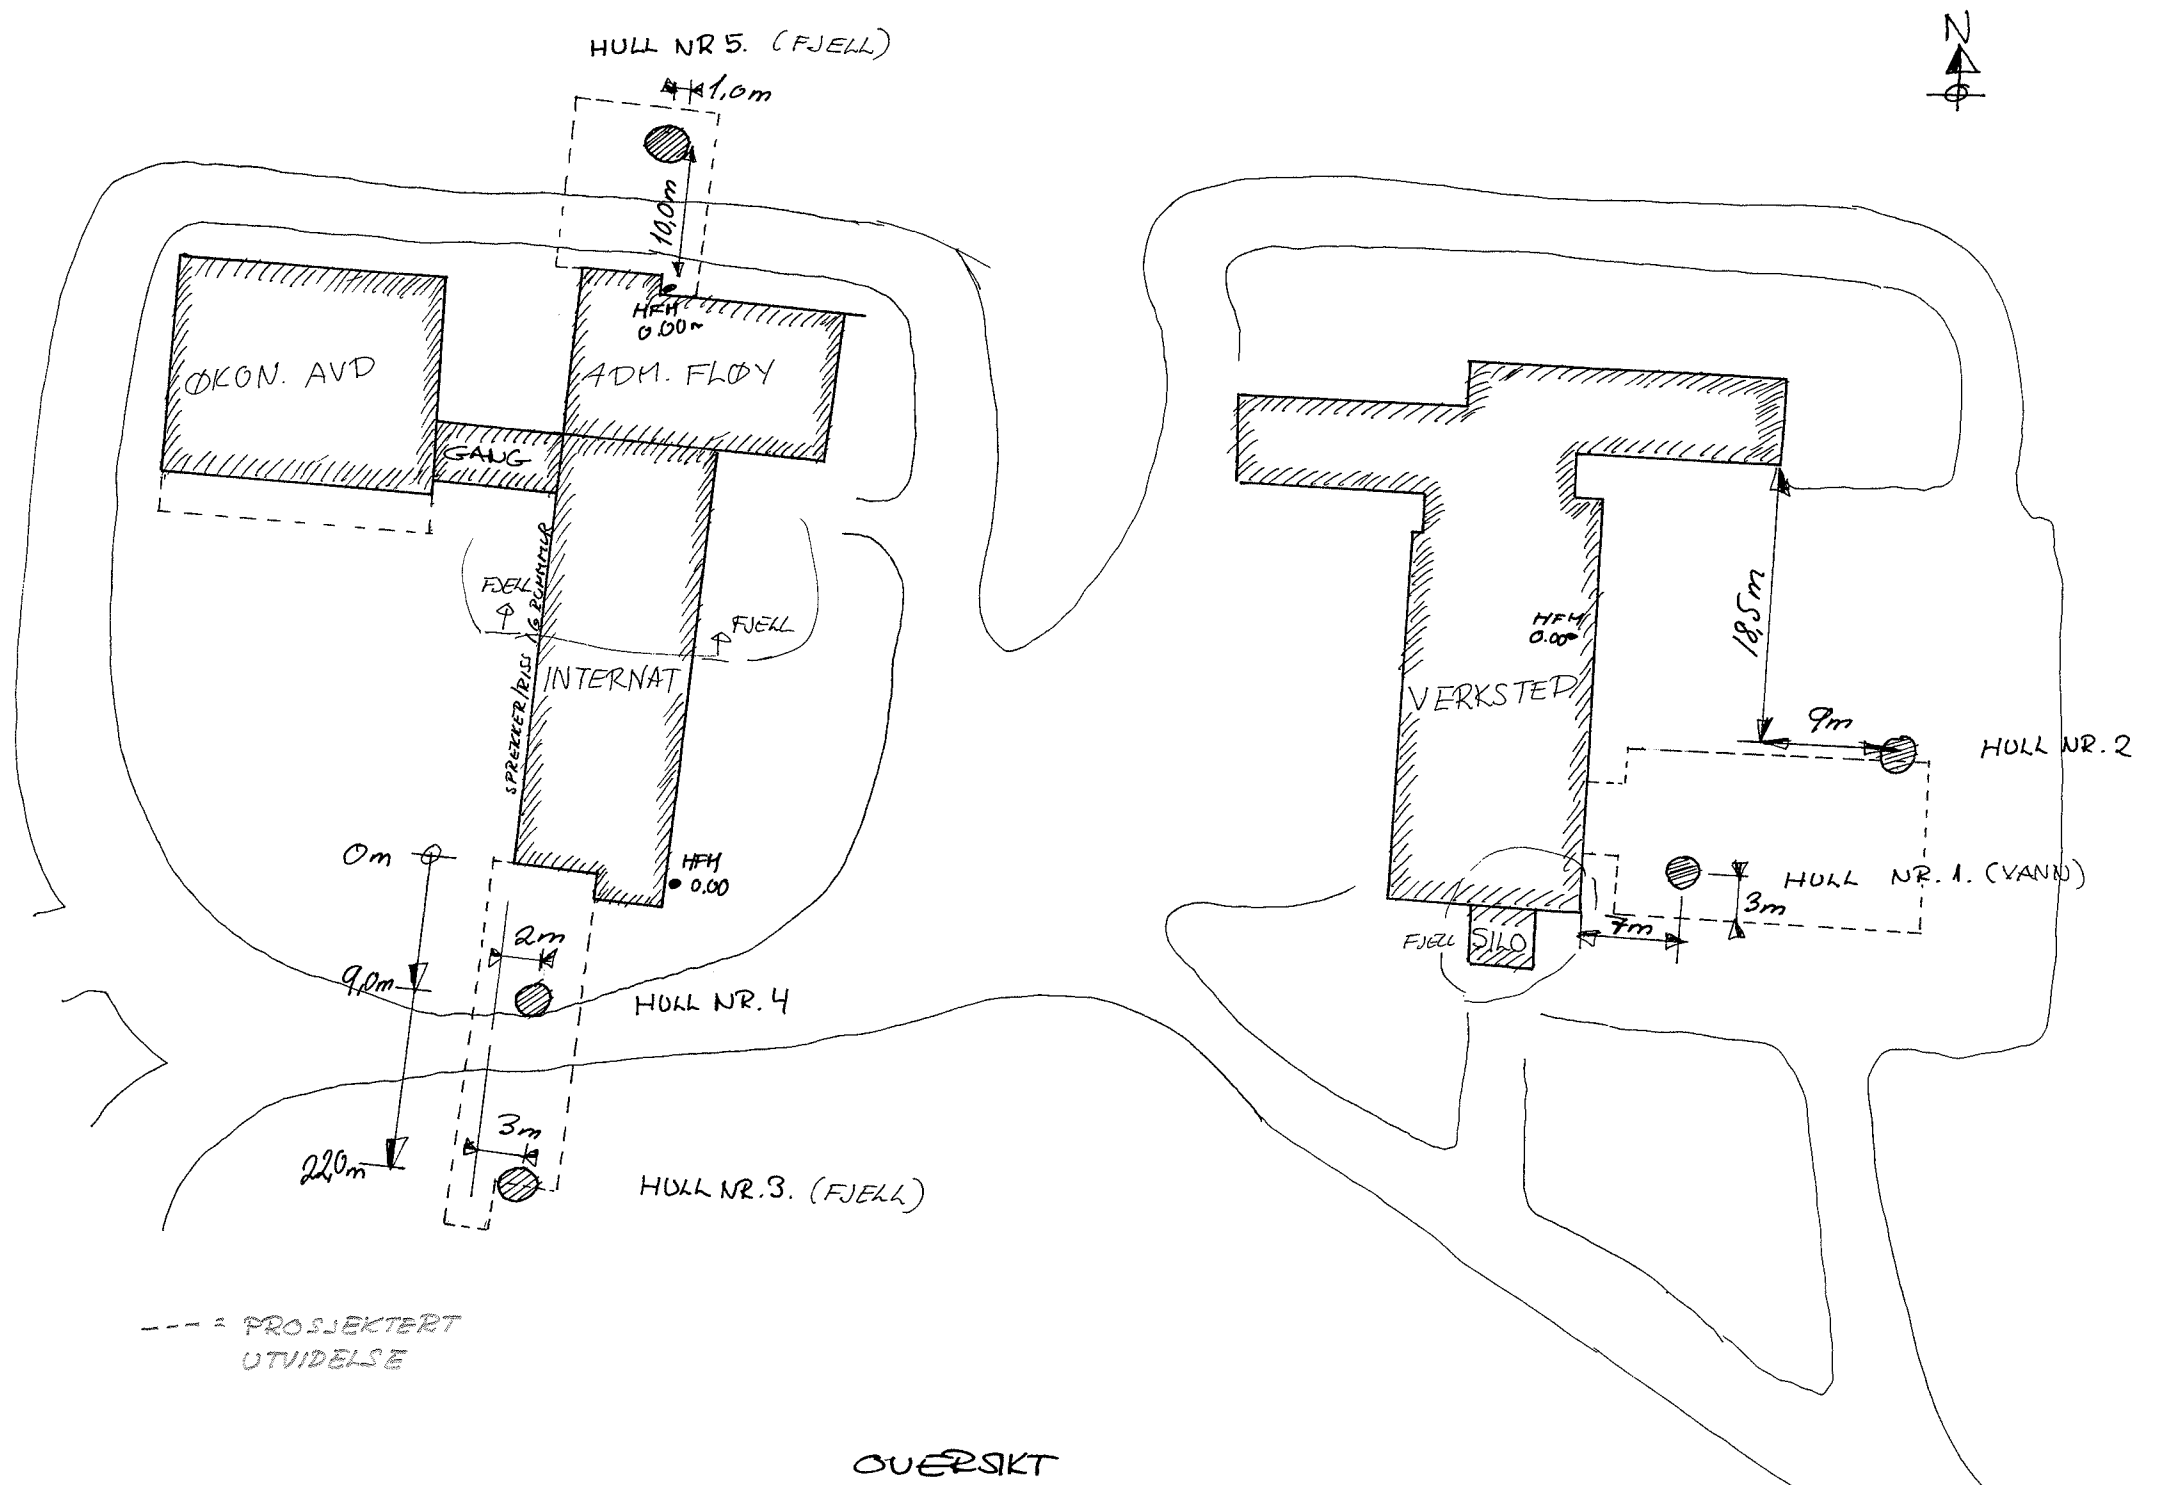 HULL NR 5. (FJELL)
N
1,0m
10,0m
HFH
0.00m
ØKON. AVD
ADM. FLØY
GANG
FJELL
SPREKKER/RISS I GRUNNMUR
FJELL
INTERNAT
HFH
0.00
VERKSTED
18,5m
9m
HULL NR. 2
0m
HFH
0.00
HULL NR. 1. (VANN)
3m
7m
FJELL
SILO
2m
9,0m
HULL NR. 4
3m
22,0m
HULL NR. 3. (FJELL)
---- = PROSJEKTERT
UTVIDELSE
OVERSIKT